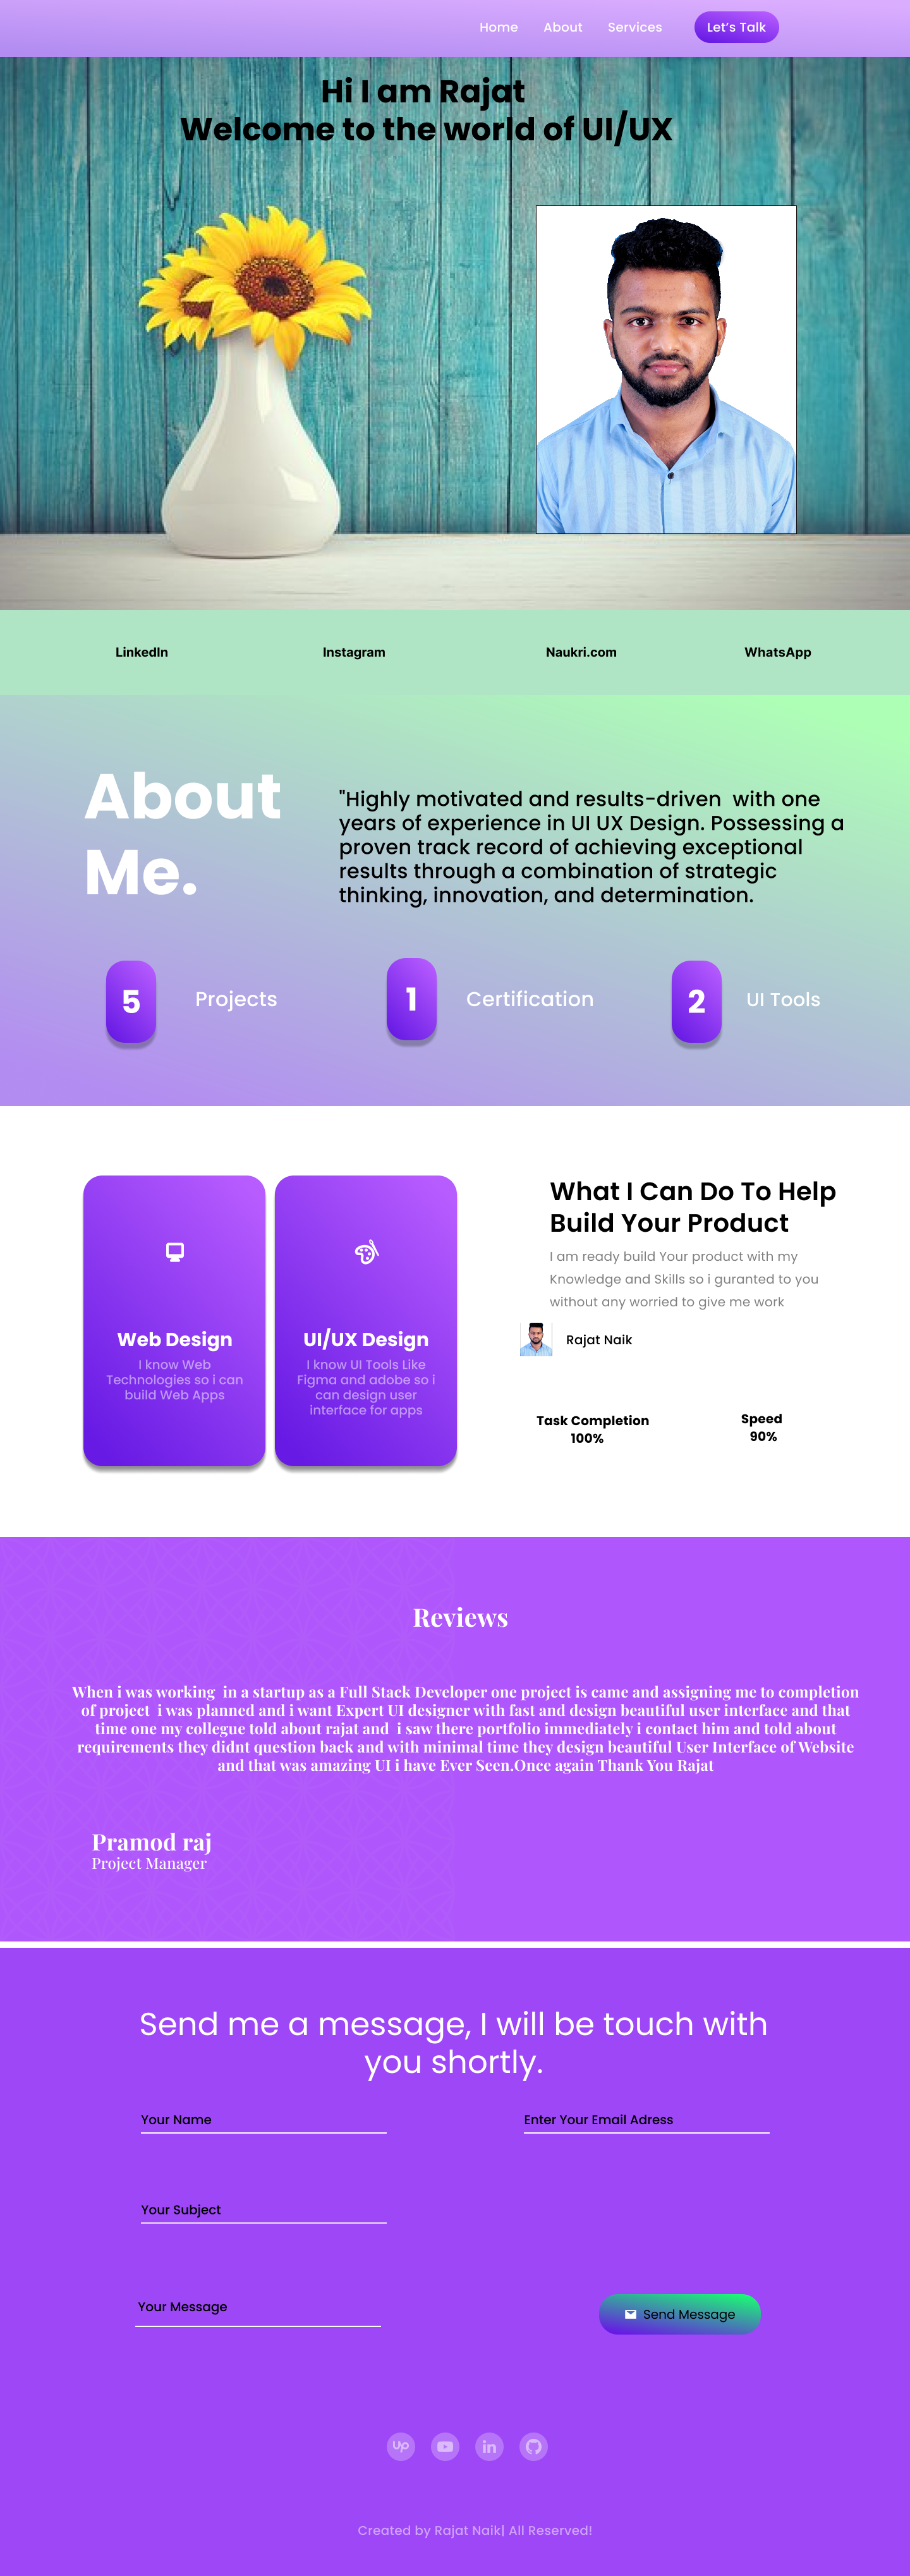 Home About Services Let's Talk
Hi I am Rajat
Welcome to the world of UI/UX
LinkedIn Instagram Naukri.com WhatsApp
About
Me.
"Highly motivated and results-driven  with one
years of experience in UI UX Design. Possessing a
proven track record of achieving exceptional
results through a combination of strategic
thinking, innovation, and determination.
5 Projects 1 Certification 2 UI Tools
Web Design
I know Web
Technologies so i can
build Web Apps
UI/UX Design
I know UI Tools Like
Figma and adobe so i
can design user
interface for apps
What I Can Do To Help
Build Your Product
I am ready build Your product with my
Knowledge and Skills so i guranted to you
without any worried to give me work
Rajat Naik
Task Completion
100%
Speed
90%
Reviews
When i was working  in a startup as a Full Stack Developer one project is came and assigning me to completion
of project  i was planned and i want Expert UI designer with fast and design beautiful user interface and that
time one my collegue told about rajat and  i saw there portfolio immediately i contact him and told about
requirements they didnt question back and with minimal time they design beautiful User Interface of Website
and that was amazing UI i have Ever Seen.Once again Thank You Rajat
Pramod raj
Project Manager
Send me a message, I will be touch with
you shortly.
Your Name
Enter Your Email Adress
Your Subject
Your Message
Send Message
Up in
Created by Rajat Naik| All Reserved!